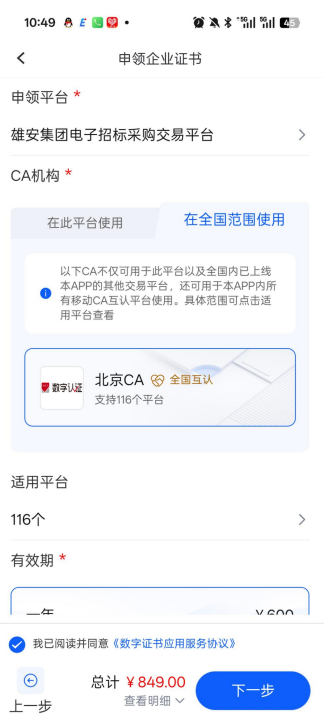 10:49
申领企业证书
申领平台 *
雄安集团电子招标采购交易平台
CA机构 *
在此平台使用
在全国范围使用
以下CA不仅可用于此平台以及全国内已上线
本APP的其他交易平台，还可用于本APP内所
有移动CA互认平台使用。具体范围可点击适
用平台查看
数字认证
北京CA 全国互认
支持116个平台
适用平台
116个
有效期 *
一年 ￥600
我已阅读并同意《数字证书应用服务协议》
上一步
总计 ￥849.00
查看明细
下一步